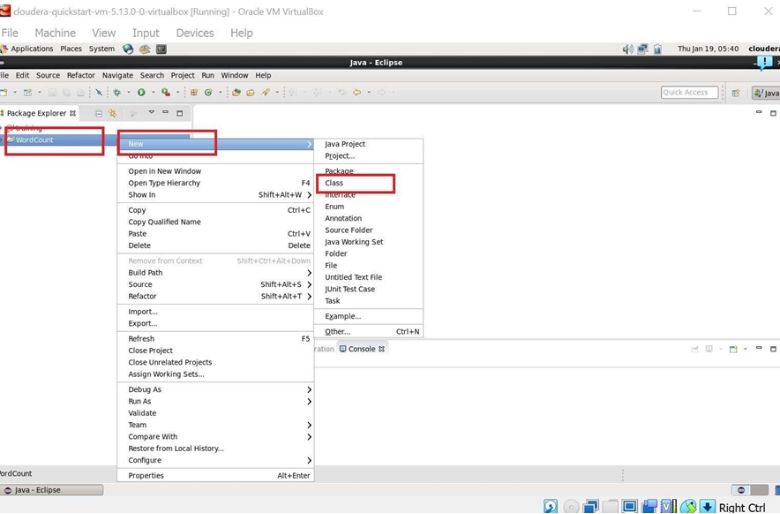 cloudera-quickstart-vm-5.13.0-0-virtualbox [Running] - Oracle VM VirtualBox
File Machine View Input Devices Help
Applications Places System Thu Jan 19, 05:40 cloudera
Java - Eclipse
File Edit Source Refactor Navigate Search Project Run Window Help
Quick Access Java
Package Explorer
training
WordCount
New
Go Into
Open in New Window
Open Type Hierarchy F4
Show In Shift+Alt+W
Copy Ctrl+C
Copy Qualified Name
Paste Ctrl+V
Delete Delete
Remove from Context Shift+Ctrl+Alt+Down
Build Path
Source Shift+Alt+S
Refactor Shift+Alt+T
Import...
Export...
Refresh F5
Close Project
Close Unrelated Projects
Assign Working Sets...
Debug As
Run As
Validate
Team
Compare With
Restore from Local History...
Configure
Properties Alt+Enter
Java Project
Project...
Package
Class
Interface
Enum
Annotation
Source Folder
Java Working Set
Folder
File
Untitled Text File
JUnit Test Case
Task
Example...
Other... Ctrl+N
ration Console
WordCount
Java - Eclipse
Right Ctrl